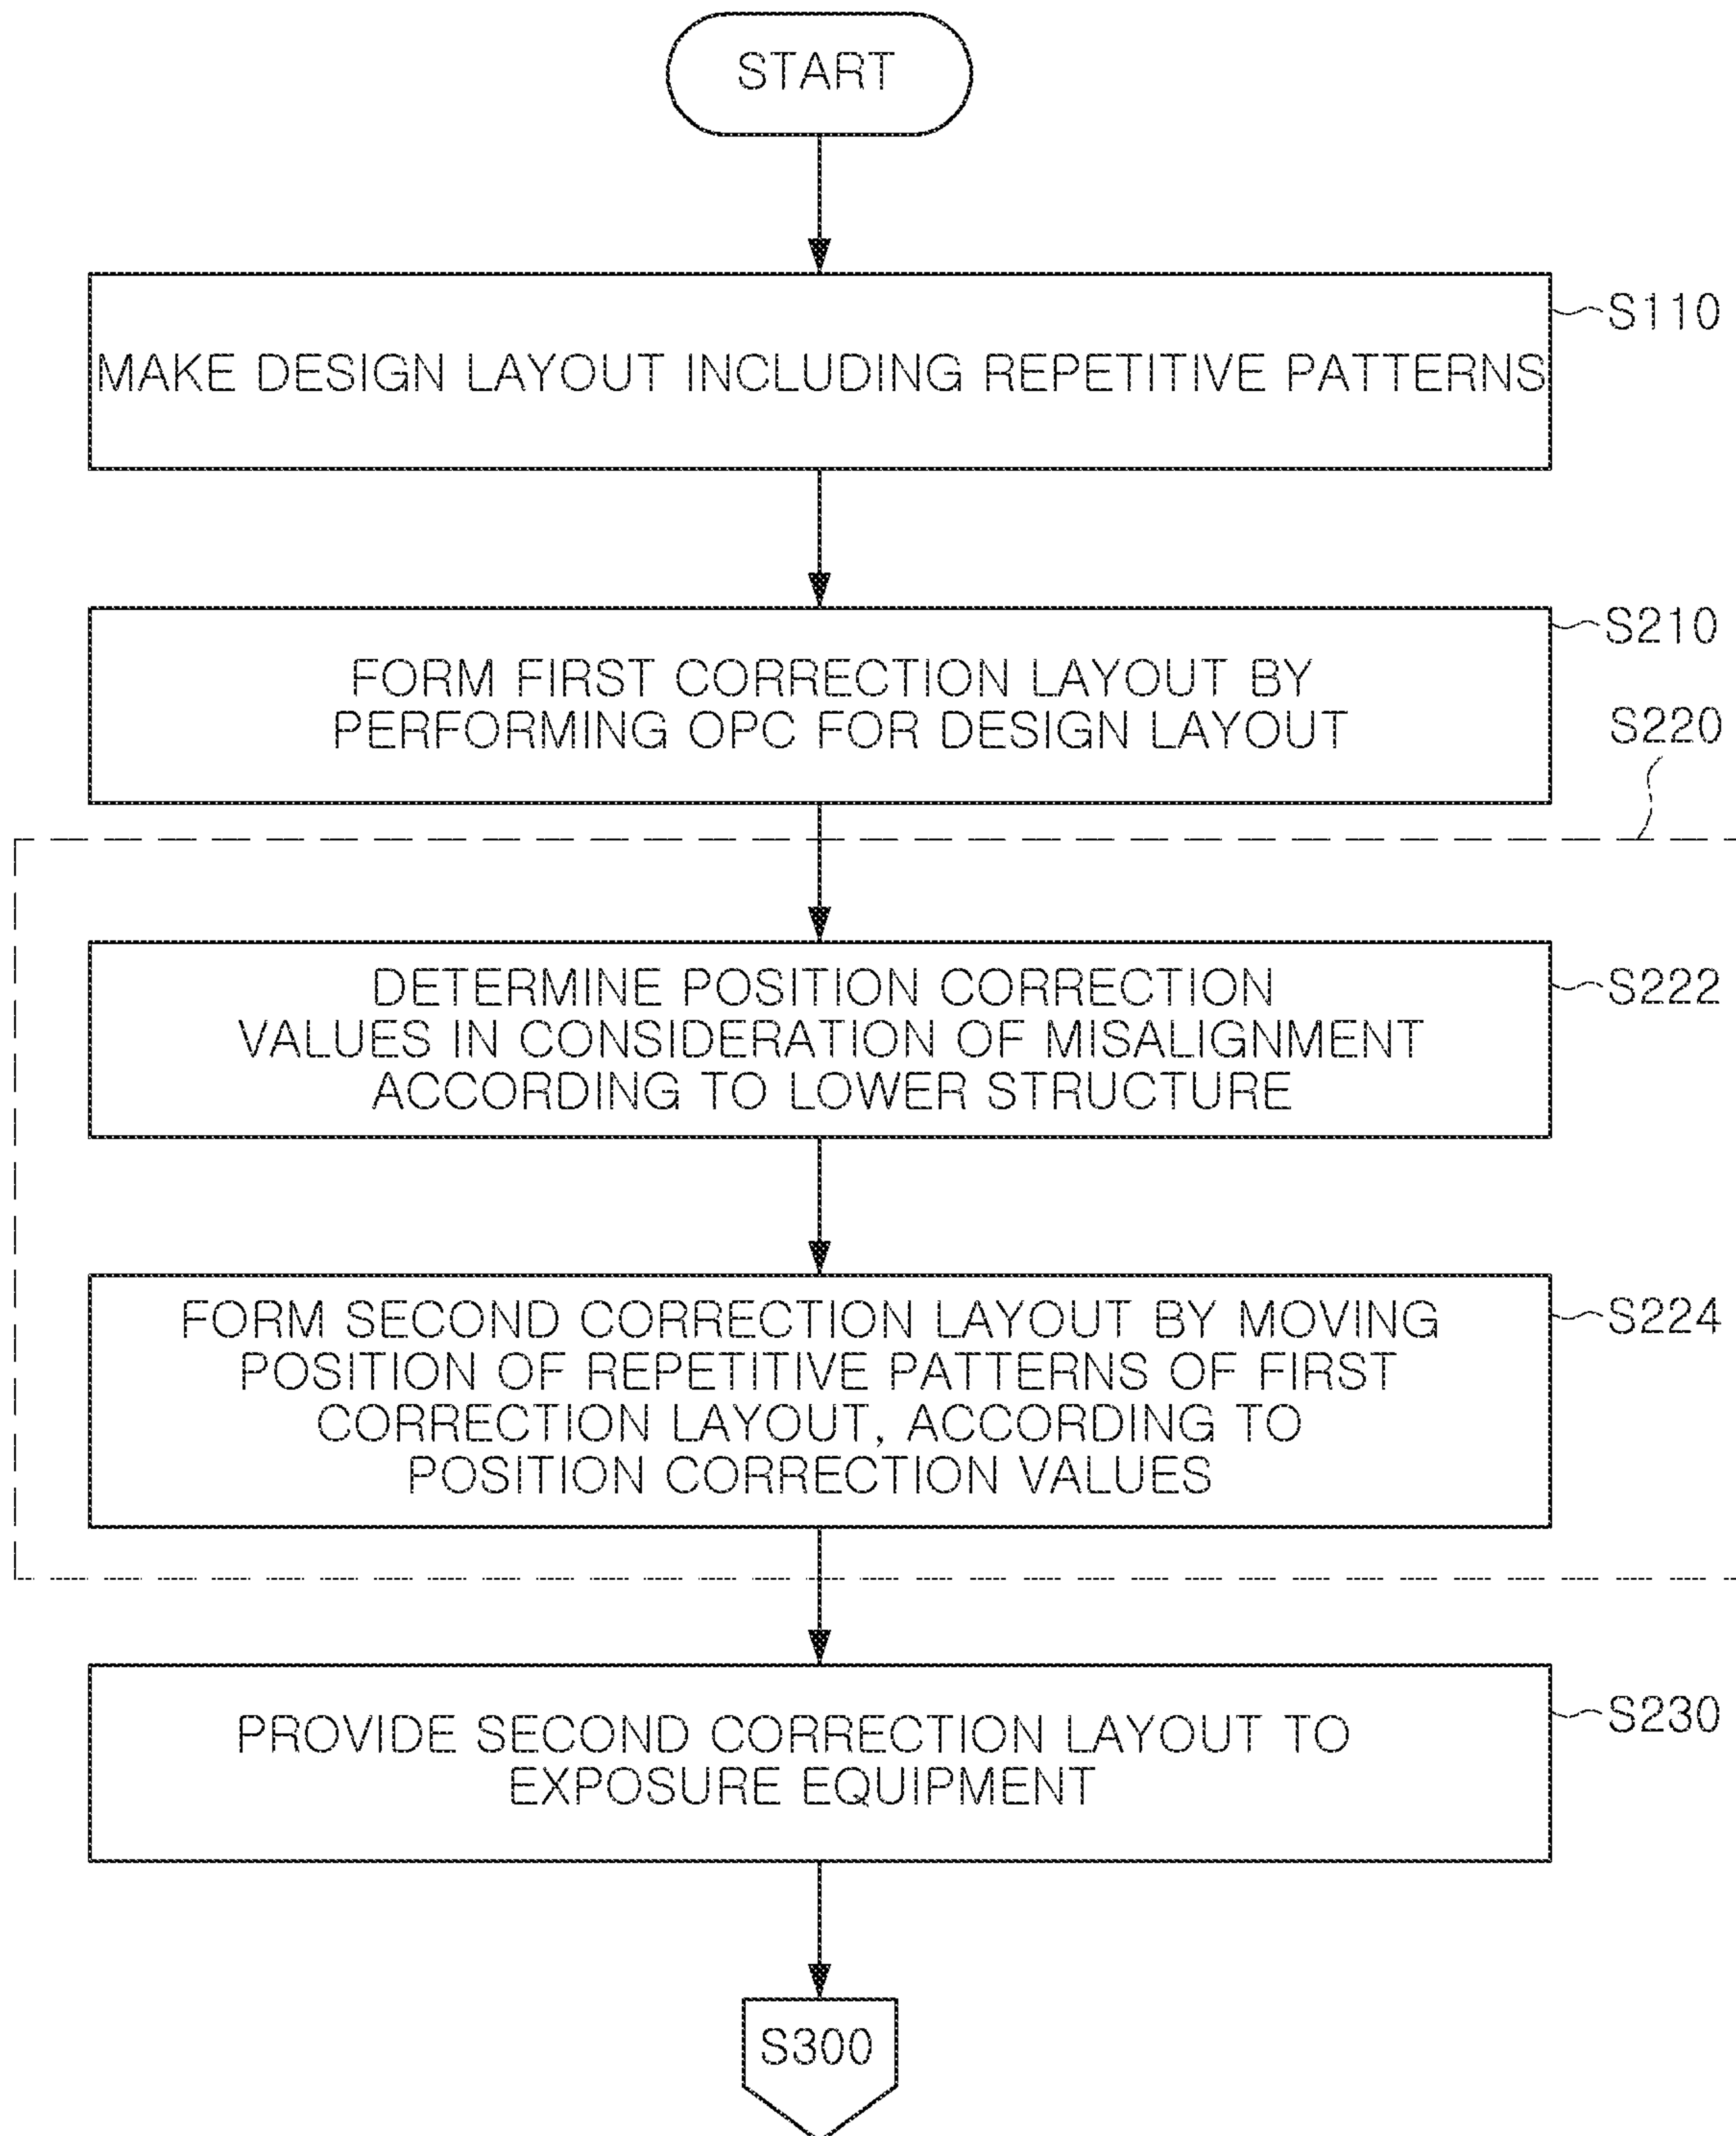 START
MAKE DESIGN LAYOUT INCLUDING REPETITIVE PATTERNS
S110
FORM FIRST CORRECTION LAYOUT BY
PERFORMING OPC FOR DESIGN LAYOUT
S210
S220
DETERMINE POSITION CORRECTION
VALUES IN CONSIDERATION OF MISALIGNMENT
ACCORDING TO LOWER STRUCTURE
S222
FORM SECOND CORRECTION LAYOUT BY MOVING
POSITION OF REPETITIVE PATTERNS OF FIRST
CORRECTION LAYOUT, ACCORDING TO
POSITION CORRECTION VALUES
S224
PROVIDE SECOND CORRECTION LAYOUT TO
EXPOSURE EQUIPMENT
S230
S300